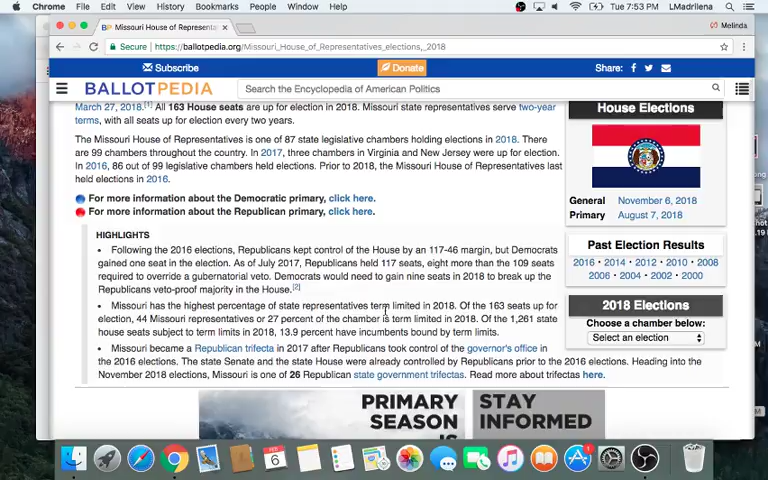 Chrome File Edit View History Bookmarks People Window Help
Tue 7:53 PM LMadrilena
Missouri House of Representa
Melinda
Secure https://ballotpedia.org/Missouri_House_of_Representatives_elections,_2018
Subscribe
Donate
Share:
BALLOTPEDIA
Search the Encyclopedia of American Politics
March 27, 2018.[1] All 163 House seats are up for election in 2018. Missouri state representatives serve two-year
terms, with all seats up for election every two years.
The Missouri House of Representatives is one of 87 state legislative chambers holding elections in 2018. There
are 99 chambers throughout the country. In 2017, three chambers in Virginia and New Jersey were up for election.
In 2016, 86 out of 99 legislative chambers held elections. Prior to 2018, the Missouri House of Representatives last
held elections in 2016.
For more information about the Democratic primary, click here.
For more information about the Republican primary, click here.
HIGHLIGHTS
• Following the 2016 elections, Republicans kept control of the House by an 117-46 margin, but Democrats
gained one seat in the election. As of July 2017, Republicans held 117 seats, eight more than the 109 seats
required to override a gubernatorial veto. Democrats would need to gain nine seats in 2018 to break up the
Republicans veto-proof majority in the House.[2]
• Missouri has the highest percentage of state representatives term limited in 2018. Of the 163 seats up for
election, 44 Missouri representatives or 27 percent of the chamber is term limited in 2018. Of the 1,261 state
house seats subject to term limits in 2018, 13.9 percent have incumbents bound by term limits.
• Missouri became a Republican trifecta in 2017 after Republicans took control of the governor's office in
the 2016 elections. The state Senate and the state House were already controlled by Republicans prior to the 2016 elections. Heading into the
November 2018 elections, Missouri is one of 26 Republican state government trifectas. Read more about trifectas here.
House Elections
General November 6, 2018
Primary August 7, 2018
Past Election Results
2016 • 2014 • 2012 • 2010 • 2008
2006 • 2004 • 2002 • 2000
2018 Elections
Choose a chamber below:
Select an election
PRIMARY
SEASON
STAY
INFORMED
6